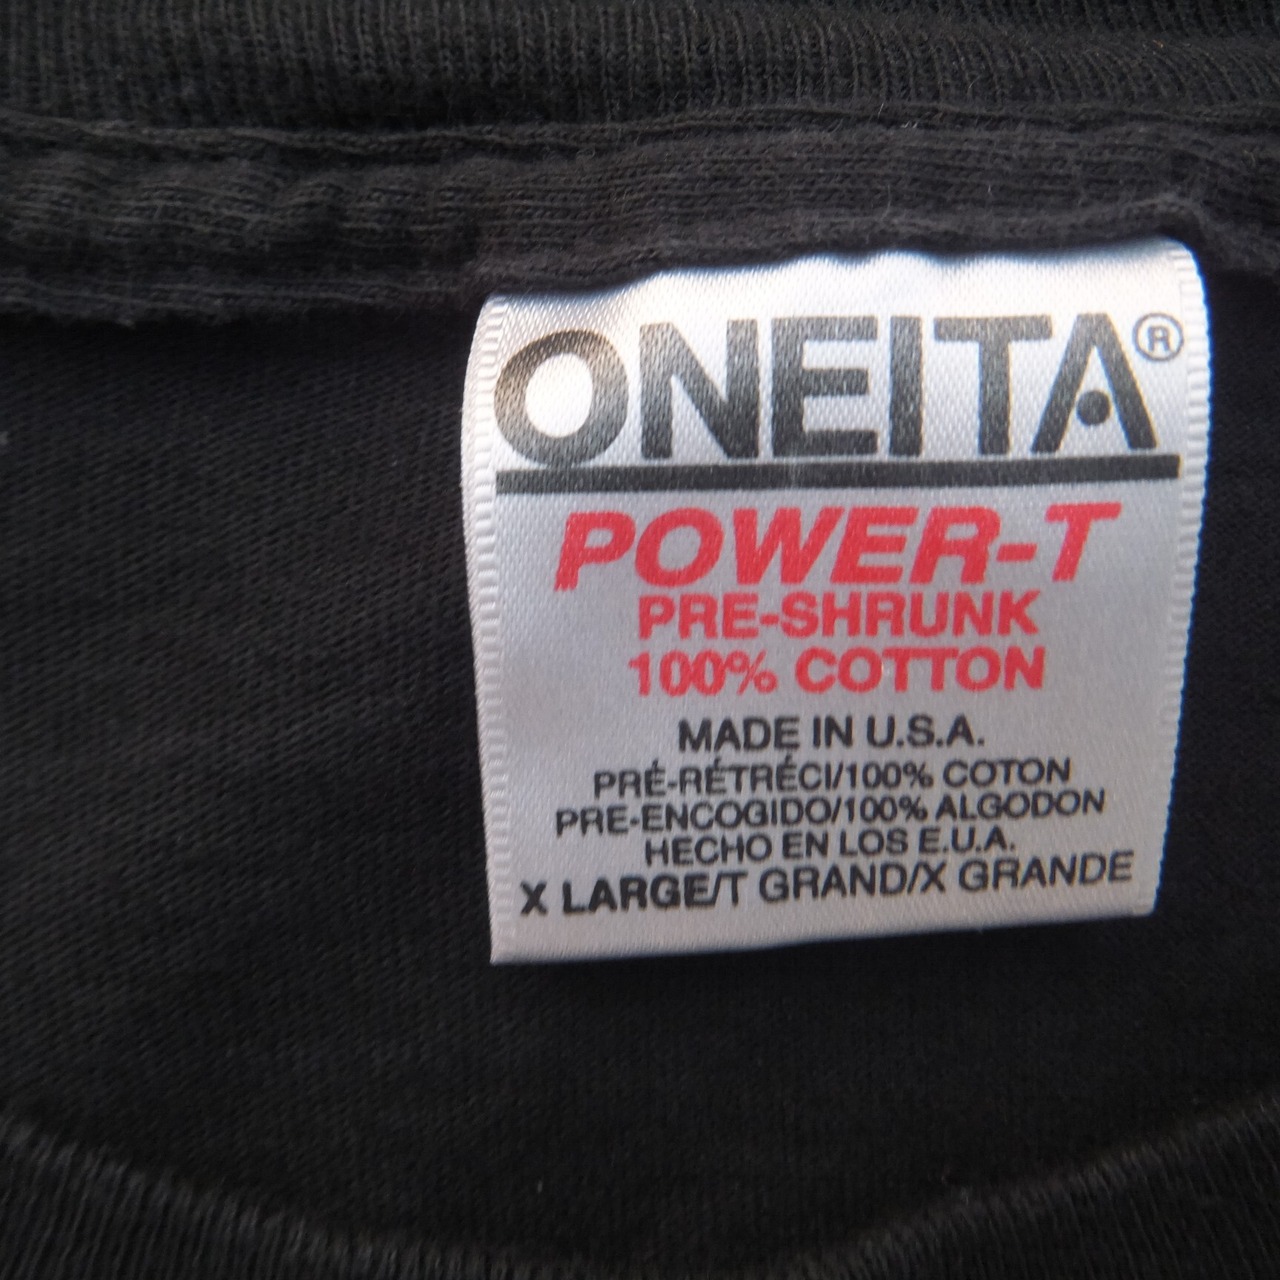 ONEITA®
POWER-T
PRE-SHRUNK
100% COTTON
MADE IN U.S.A.
PRÉ-RÉTRÉCI/100% COTON
PRE-ENCOGIDO/100% ALGODON
HECHO EN LOS E.U.A.
X LARGE/T GRAND/X GRANDE